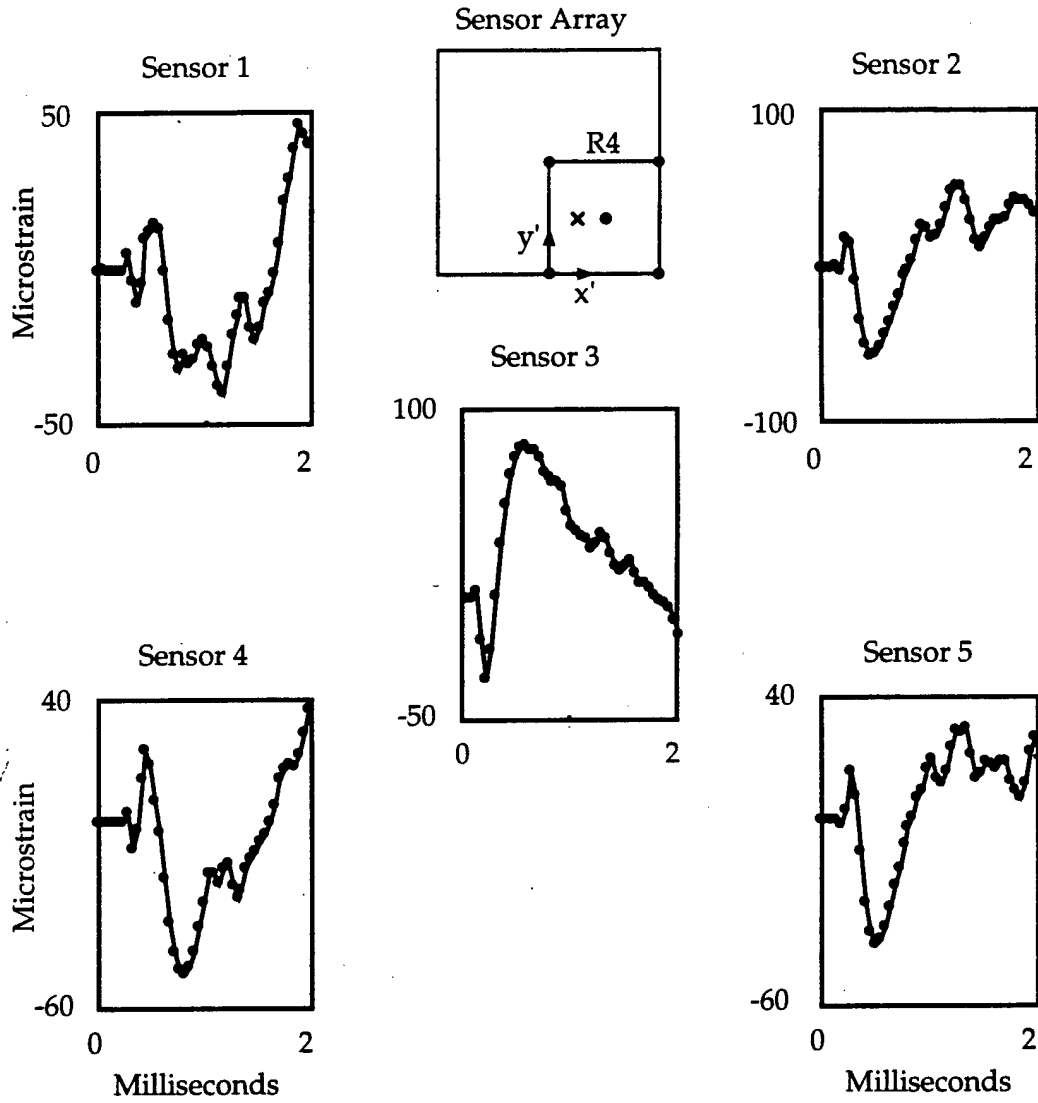 Sensor Array
Sensor 1
50
-50
0 2
Microstrain
R4
y'
x'
Sensor 2
100
-100
0 2
Sensor 3
100
-50
0 2
Sensor 4
40
-60
0 2
Microstrain
Milliseconds
Sensor 5
40
-60
0 2
Milliseconds